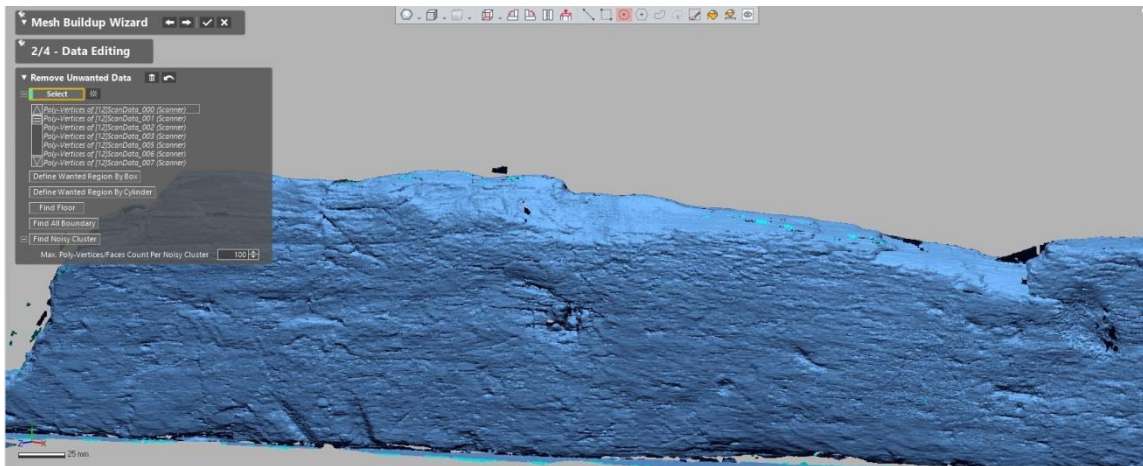 Mesh Buildup Wizard
2/4 - Data Editing
Remove Unwanted Data
Select
Poly-Vertices of [12]ScanData_000 (Scanner)
Poly-Vertices of [12]ScanData_001 (Scanner)
Poly-Vertices of [12]ScanData_002 (Scanner)
Poly-Vertices of [12]ScanData_003 (Scanner)
Poly-Vertices of [12]ScanData_005 (Scanner)
Poly-Vertices of [12]ScanData_006 (Scanner)
Poly-Vertices of [12]ScanData_007 (Scanner)
Define Wanted Region By Box
Define Wanted Region By Cylinder
Find Floor
Find All Boundary
Find Noisy Cluster
Max. Poly-Vertices/Faces Count Per Noisy Cluster 100
Z X
25 mm